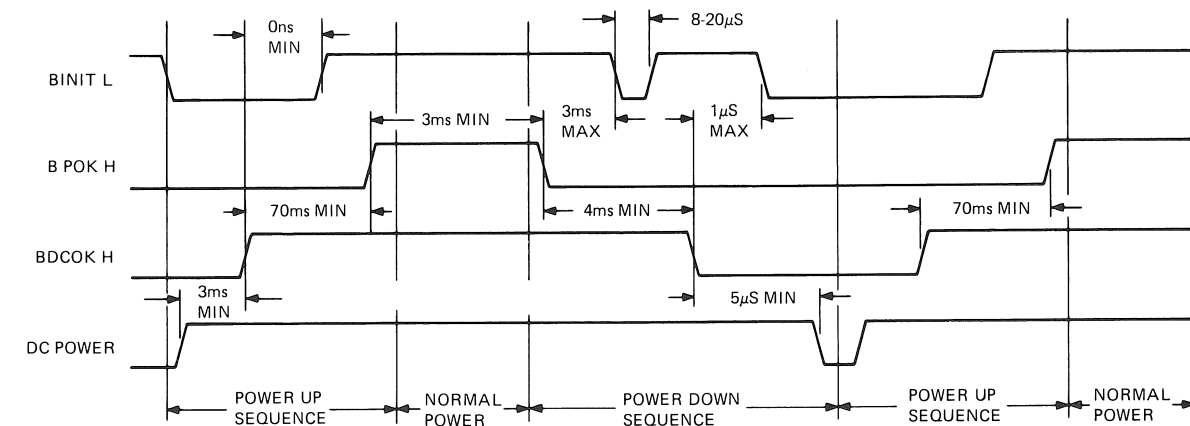 0ns
MIN
8-20µS
BINIT L
3ms MIN
3ms
MAX
1µS
MAX
B POK H
70ms MIN
4ms MIN
70ms MIN
BDCOK H
3ms
MIN
5µS MIN
DC POWER
POWER UP
SEQUENCE
NORMAL
POWER
POWER DOWN
SEQUENCE
POWER UP
SEQUENCE
NORMAL
POWER